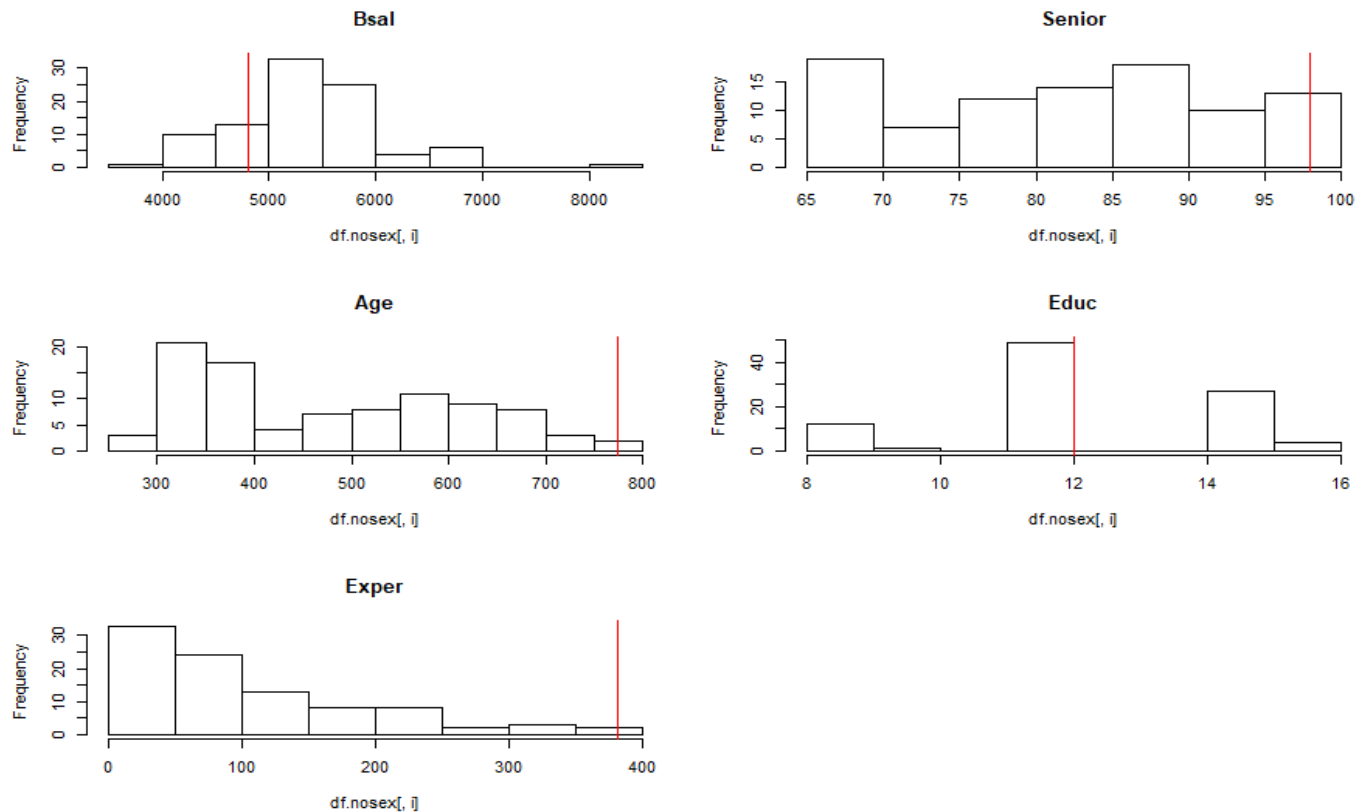 Bsal
Frequency
0 10 20 30
4000 5000 6000 7000 8000
df.nosex[, i]
Senior
Frequency
0 5 10 15
65 70 75 80 85 90 95 100
df.nosex[, i]
Age
Frequency
0 5 10 20
300 400 500 600 700 800
df.nosex[, i]
Educ
Frequency
0 20 40
8 10 12 14 16
df.nosex[, i]
Exper
Frequency
0 10 20 30
0 100 200 300 400
df.nosex[, i]